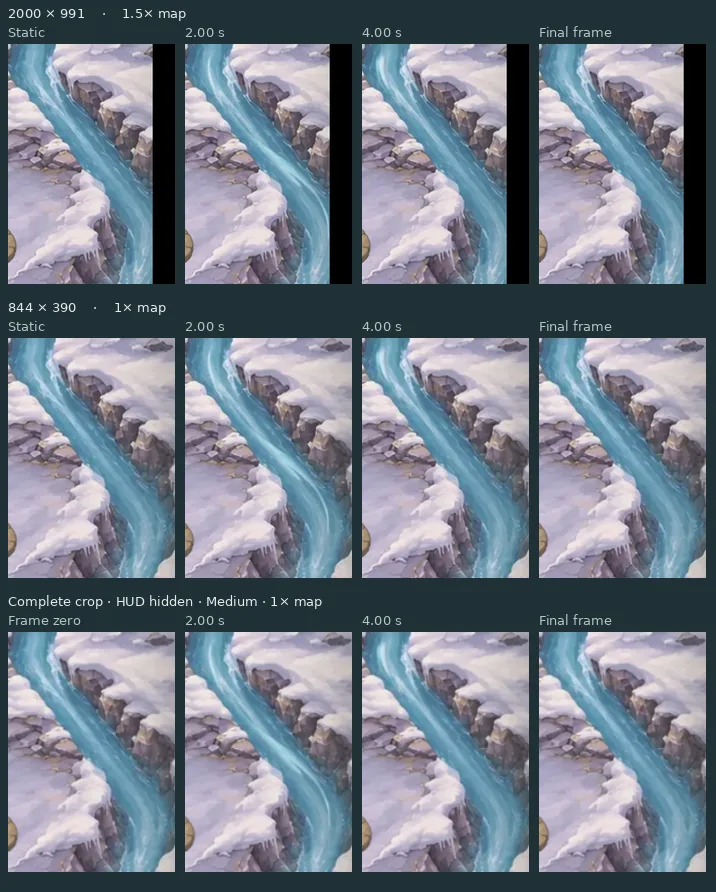 2000 × 991 · 1.5× map
Static 2.00 s 4.00 s Final frame
844 × 390 · 1× map
Static 2.00 s 4.00 s Final frame
Complete crop · HUD hidden · Medium · 1× map
Frame zero 2.00 s 4.00 s Final frame